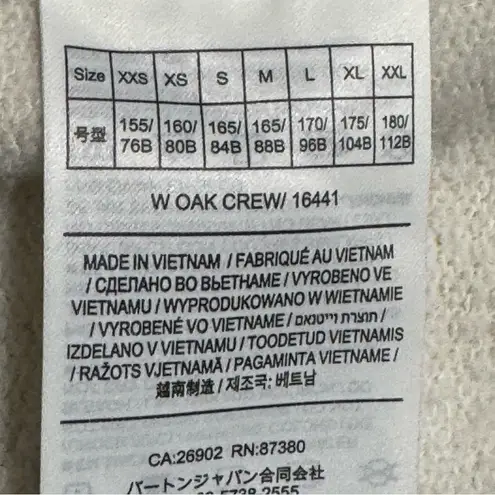 Size XXS XS S M L XL XXL
号型 155/76B 160/80B 165/84B 165/88B 170/96B 175/104B 180/112B
W OAK CREW/ 16441
MADE IN VIETNAM / FABRIQUÉ AU VIETNAM
/ СДЕЛАНО ВО ВЬЕТНАМЕ / VYROBENO VE
VIETNAMU / WYPRODUKOWANO W WIETNAMIE
/ VYROBENÉ VO VIETNAME / תוצרת וייטנאם /
IZDELANO V VIETNAMU / TOODETUD VIETNAMIS
/ RAŽOTS VJETNAMĀ / PAGAMINTA VIETNAME /
越南制造 / 제조국: 베트남
CA:26902 RN:87380
バートンジャパン合同会社
5738 2555